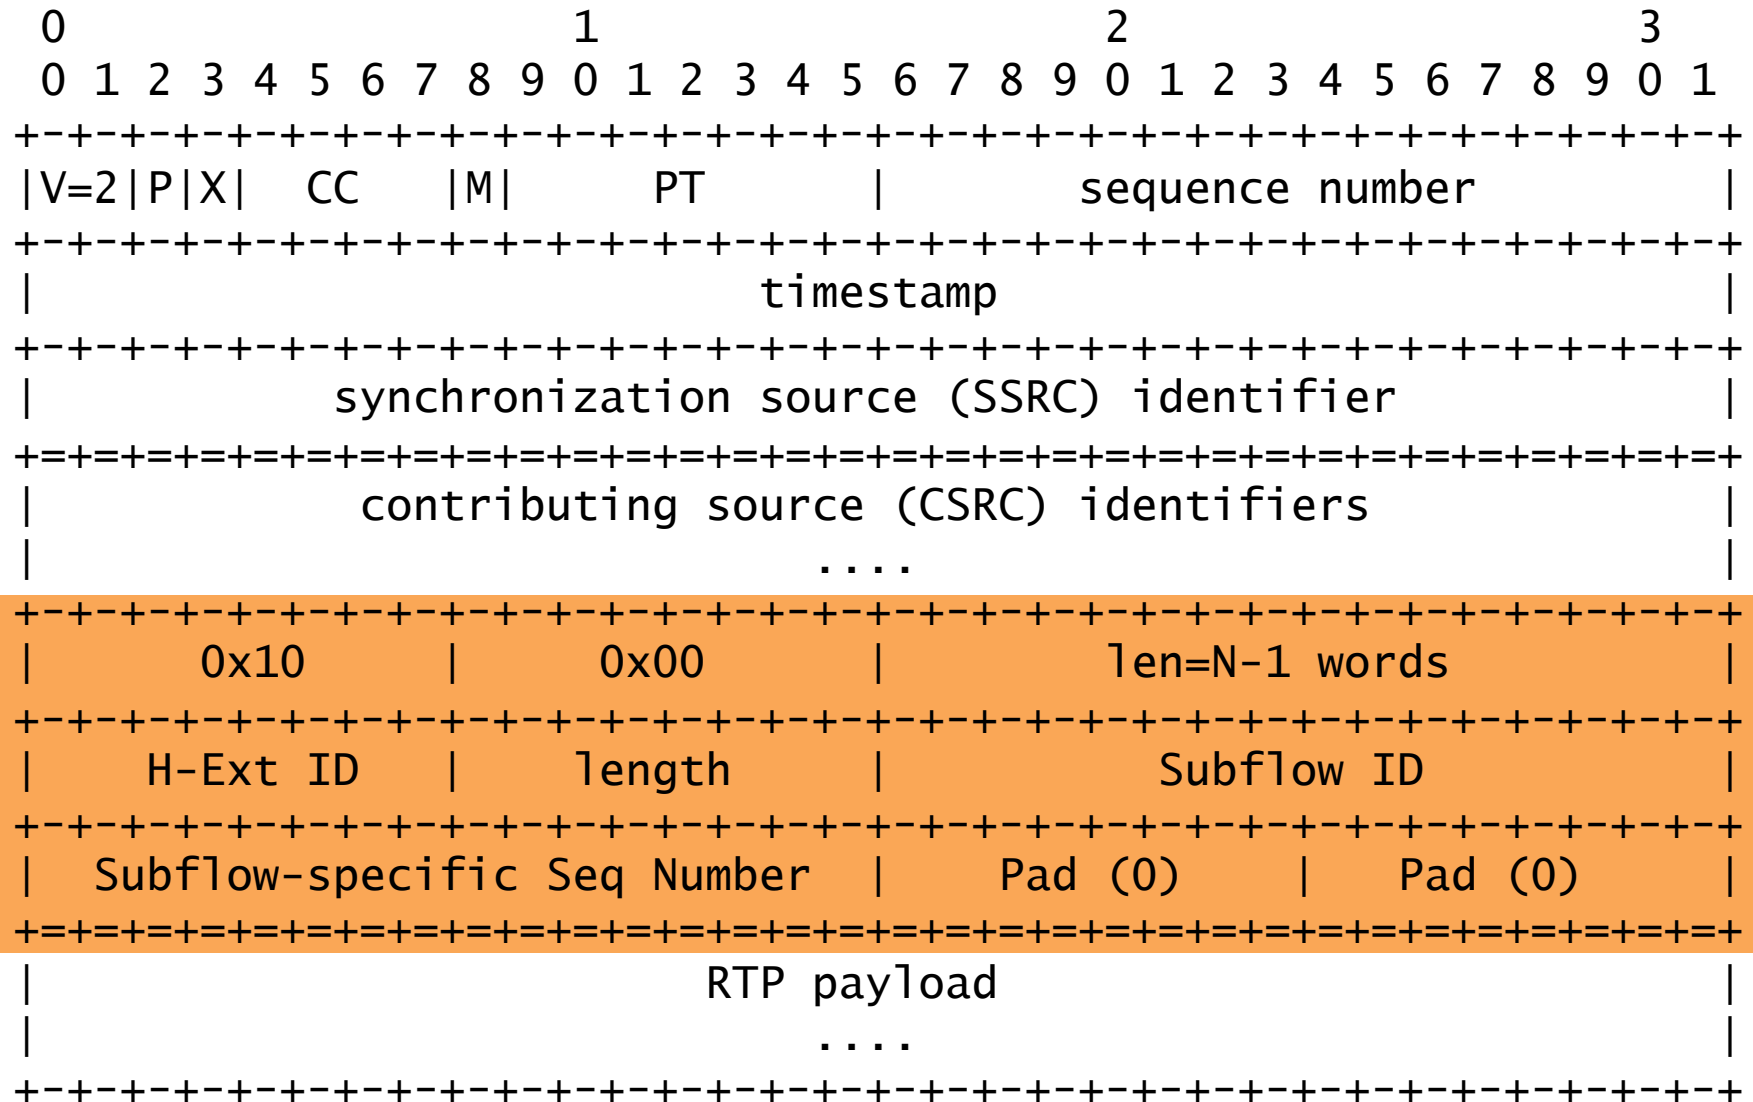 0                   1                   2                   3
 0 1 2 3 4 5 6 7 8 9 0 1 2 3 4 5 6 7 8 9 0 1 2 3 4 5 6 7 8 9 0 1
+-+-+-+-+-+-+-+-+-+-+-+-+-+-+-+-+-+-+-+-+-+-+-+-+-+-+-+-+-+-+-+-+
|V=2|P|X|  CC   |M|     PT      |       sequence number         |
+-+-+-+-+-+-+-+-+-+-+-+-+-+-+-+-+-+-+-+-+-+-+-+-+-+-+-+-+-+-+-+-+
|                           timestamp                           |
+-+-+-+-+-+-+-+-+-+-+-+-+-+-+-+-+-+-+-+-+-+-+-+-+-+-+-+-+-+-+-+-+
|           synchronization source (SSRC) identifier            |
+=+=+=+=+=+=+=+=+=+=+=+=+=+=+=+=+=+=+=+=+=+=+=+=+=+=+=+=+=+=+=+=+
|            contributing source (CSRC) identifiers             |
|                             ....                              |
+-+-+-+-+-+-+-+-+-+-+-+-+-+-+-+-+-+-+-+-+-+-+-+-+-+-+-+-+-+-+-+-+
|      0x10     |     0x00      |        len=N-1 words          |
+-+-+-+-+-+-+-+-+-+-+-+-+-+-+-+-+-+-+-+-+-+-+-+-+-+-+-+-+-+-+-+-+
|    H-Ext ID   |    length     |          Subflow ID           |
+-+-+-+-+-+-+-+-+-+-+-+-+-+-+-+-+-+-+-+-+-+-+-+-+-+-+-+-+-+-+-+-+
|  Subflow-specific Seq Number  |    Pad (0)    |   Pad (0)     |
+=+=+=+=+=+=+=+=+=+=+=+=+=+=+=+=+=+=+=+=+=+=+=+=+=+=+=+=+=+=+=+=+
|                         RTP payload                           |
|                             ....                              |
+-+-+-+-+-+-+-+-+-+-+-+-+-+-+-+-+-+-+-+-+-+-+-+-+-+-+-+-+-+-+-+-+